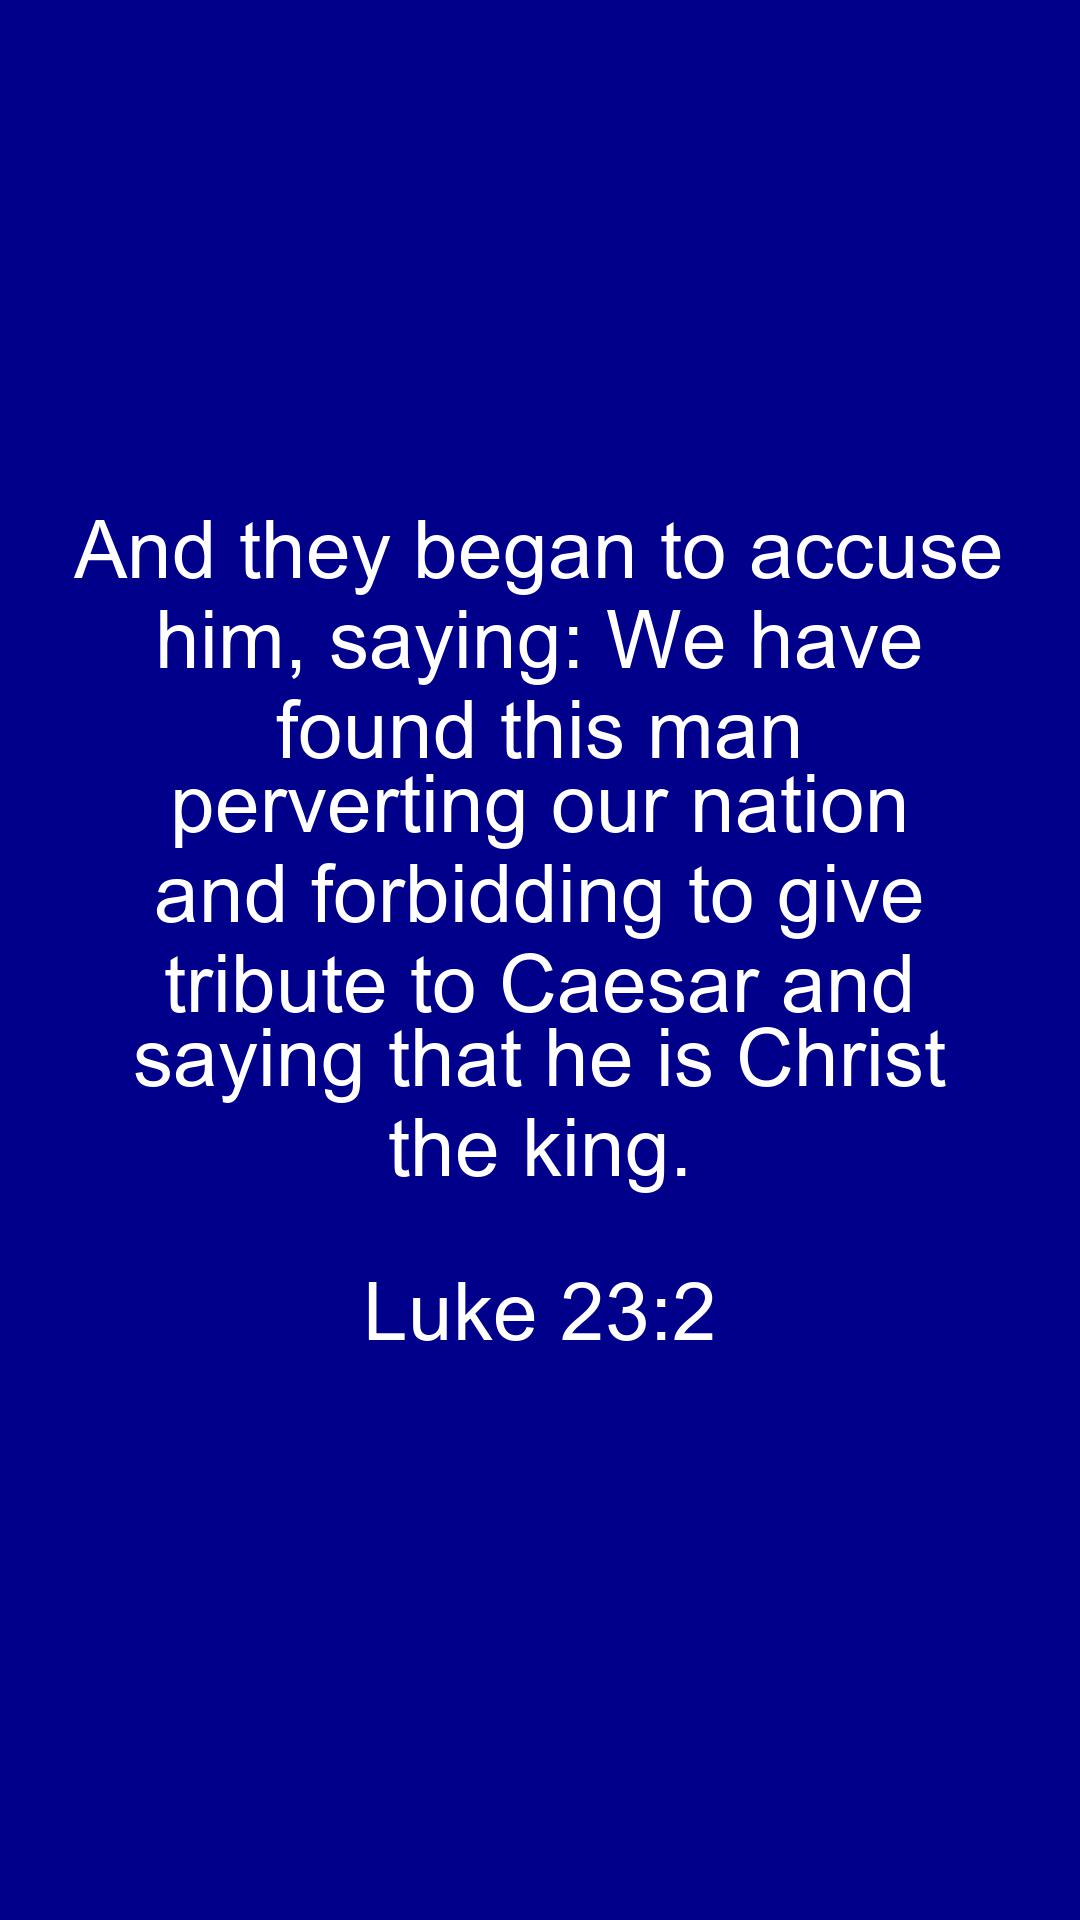 And they began to accuse
him, saying: We have
found this man
perverting our nation
and forbidding to give
tribute to Caesar and
saying that he is Christ
the king.
Luke 23:2